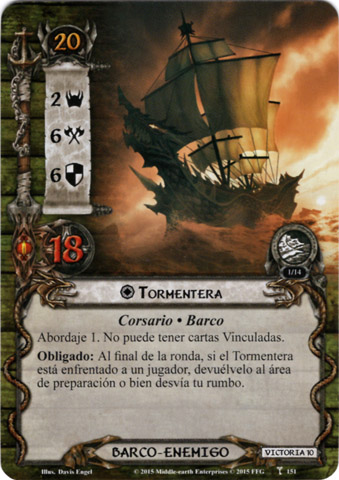 20
2
6
6
18
1/14
Tormentera
Corsario • Barco
Abordaje 1. No puede tener cartas Vinculadas.
Obligado: Al final de la ronda, si el Tormentera
está enfrentado a un jugador, devuélvelo al área
de preparación o bien desvía tu rumbo.
BARCO-ENEMIGO
VICTORIA 10
Illus. Davis Engel
© 2015 Middle-earth Enterprises © 2015 FFG
151